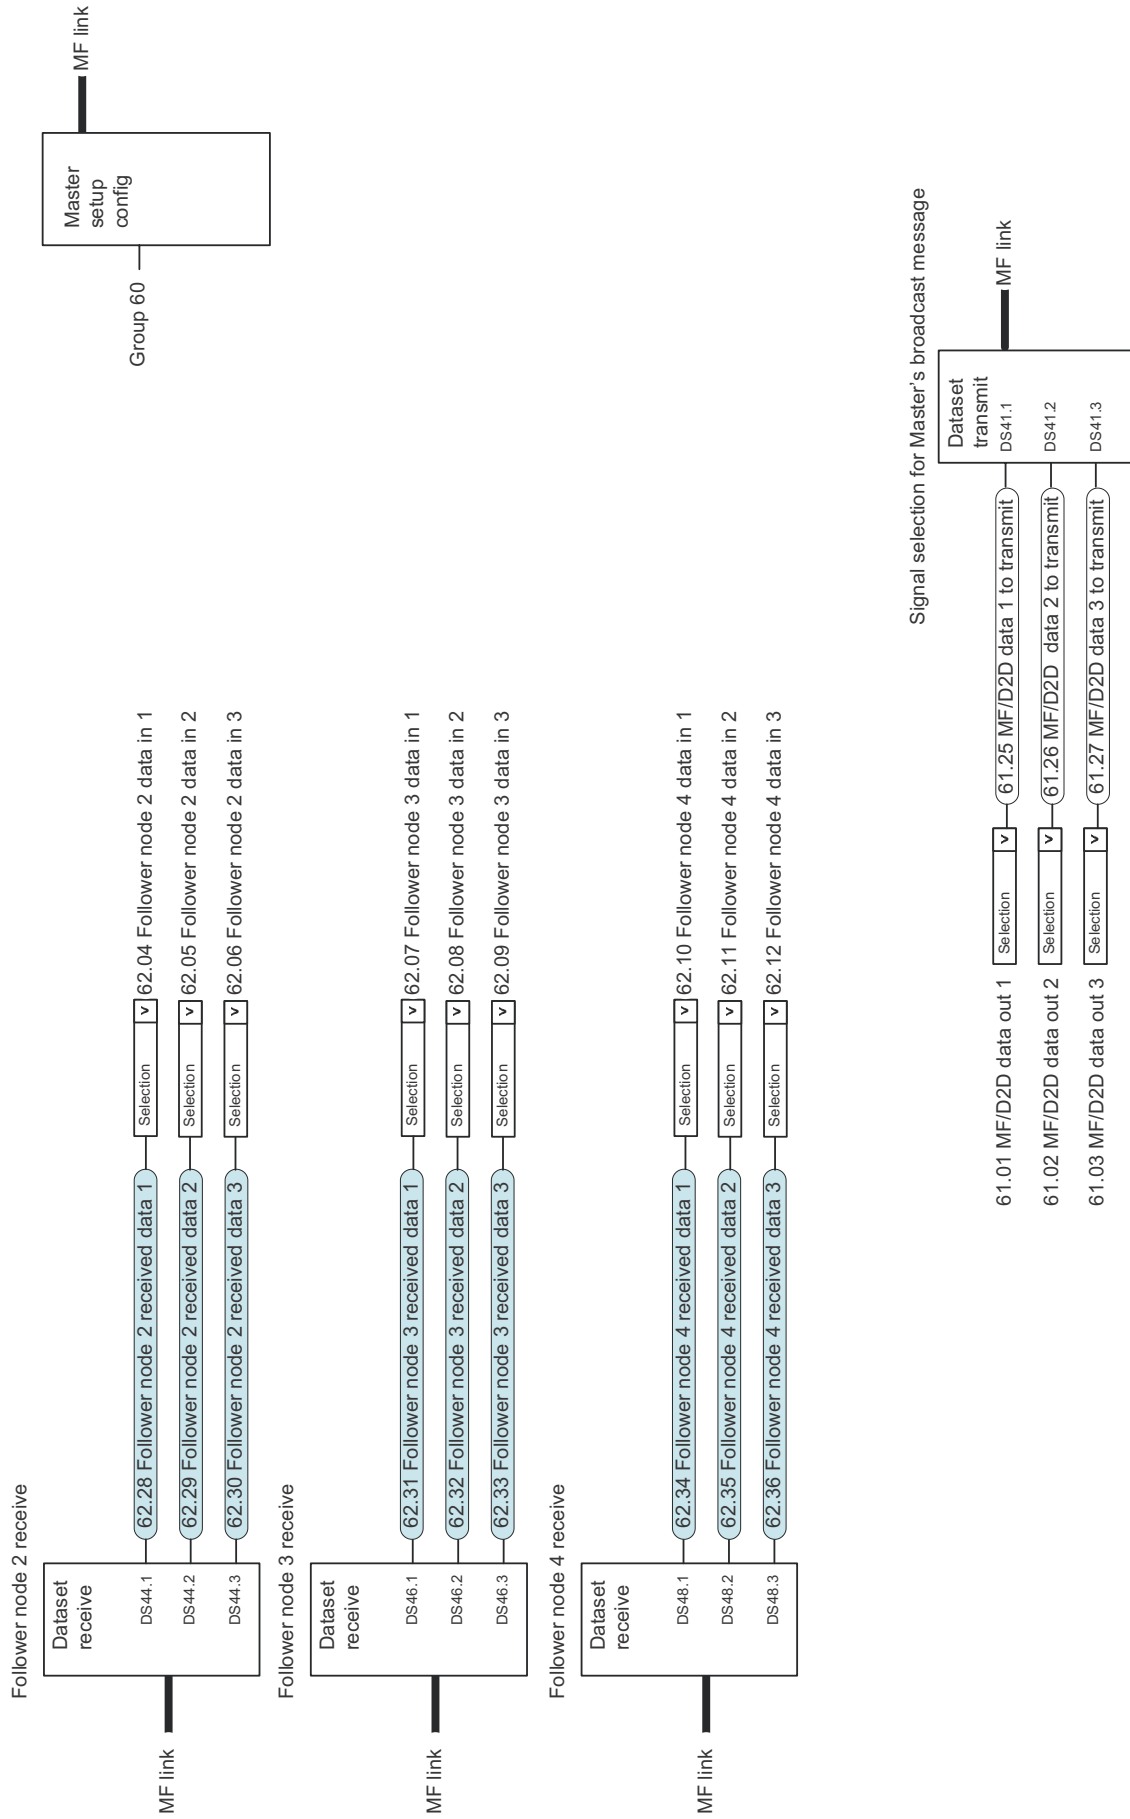 Follower node 2 receive
MF link
Dataset
receive
DS44.1
DS44.2
DS44.3
62.28 Follower node 2 received data 1
Selection
v
62.04 Follower node 2 data in 1
62.29 Follower node 2 received data 2
Selection
v
62.05 Follower node 2 data in 2
62.30 Follower node 2 received data 3
Selection
v
62.06 Follower node 2 data in 3
Master
setup
config
MF link
Group 60
Follower node 3 receive
MF link
Dataset
receive
DS46.1
DS46.2
DS46.3
62.31 Follower node 3 received data 1
Selection
v
62.07 Follower node 3 data in 1
62.32 Follower node 3 received data 2
Selection
v
62.08 Follower node 3 data in 2
62.33 Follower node 3 received data 3
Selection
v
62.09 Follower node 3 data in 3
Follower node 4 receive
MF link
Dataset
receive
DS48.1
DS48.2
DS48.3
62.34 Follower node 4 received data 1
Selection
v
62.10 Follower node 4 data in 1
62.35 Follower node 4 received data 2
Selection
v
62.11 Follower node 4 data in 2
62.36 Follower node 4 received data 3
Selection
v
62.12 Follower node 4 data in 3
Signal selection for Master's broadcast message
61.01 MF/D2D data out 1
Selection
v
61.25 MF/D2D data 1 to transmit
61.02 MF/D2D data out 2
Selection
v
61.26 MF/D2D data 2 to transmit
61.03 MF/D2D data out 3
Selection
v
61.27 MF/D2D data 3 to transmit
Dataset
transmit
DS41.1
DS41.2
DS41.3
MF link